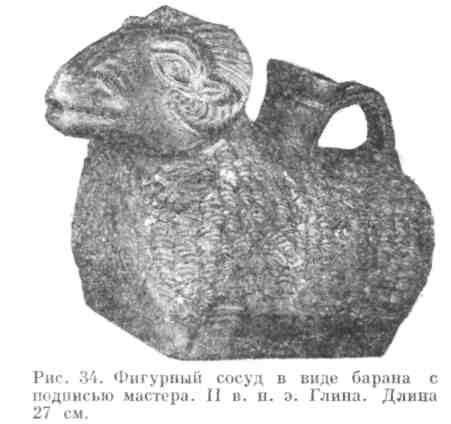 Рис. 34. Фигурный сосуд в виде барана с
подписью мастера. II в. н. э. Глина. Длина
27 см.